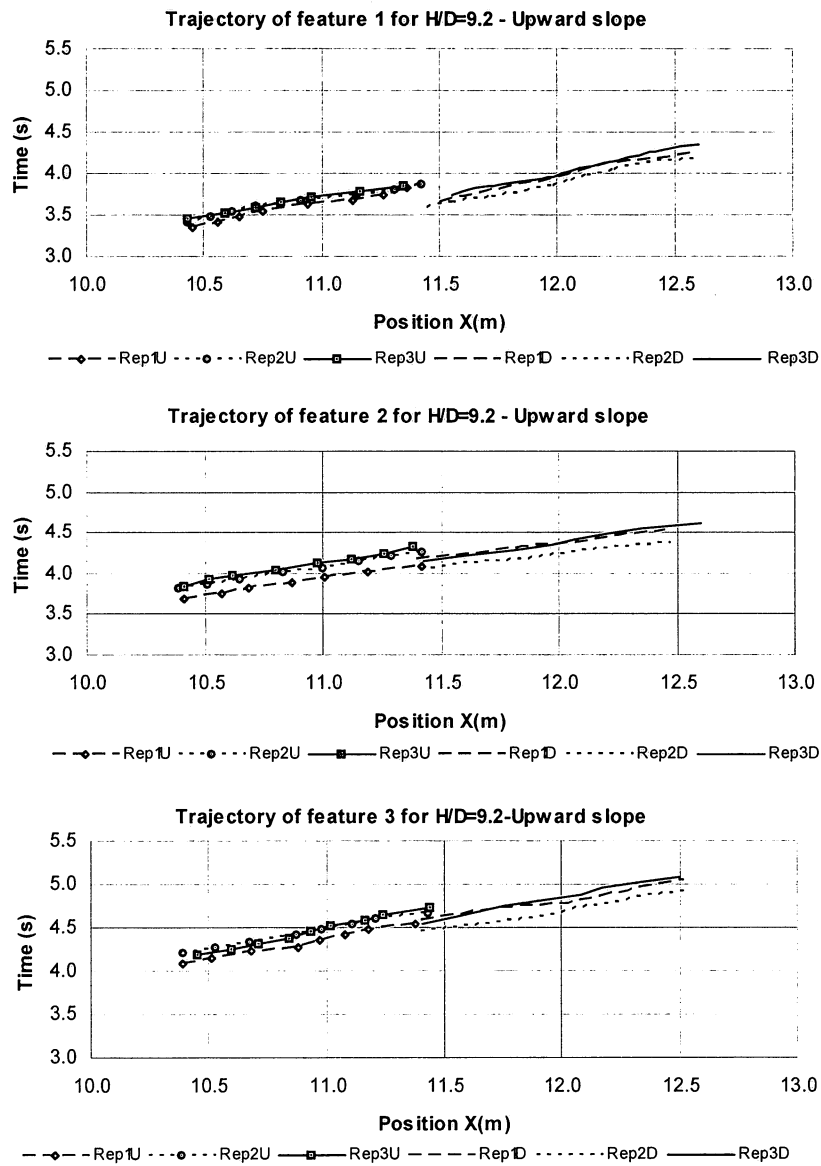 Trajectory of feature 1 for H/D=9.2 - Upward slope
5.5
5.0
4.5
4.0
3.5
3.0
Time (s)
10.0 10.5 11.0 11.5 12.0 12.5 13.0
Position X(m)
Rep1U Rep2U Rep3U Rep1D Rep2D Rep3D
Trajectory of feature 2 for H/D=9.2 - Upward slope
5.5
5.0
4.5
4.0
3.5
3.0
Time (s)
10.0 10.5 11.0 11.5 12.0 12.5 13.0
Position X(m)
Rep1U Rep2U Rep3U Rep1D Rep2D Rep3D
Trajectory of feature 3 for H/D=9.2-Upward slope
5.5
5.0
4.5
4.0
3.5
3.0
Time (s)
10.0 10.5 11.0 11.5 12.0 12.5 13.0
Position X(m)
Rep1U Rep2U Rep3U Rep1D Rep2D Rep3D